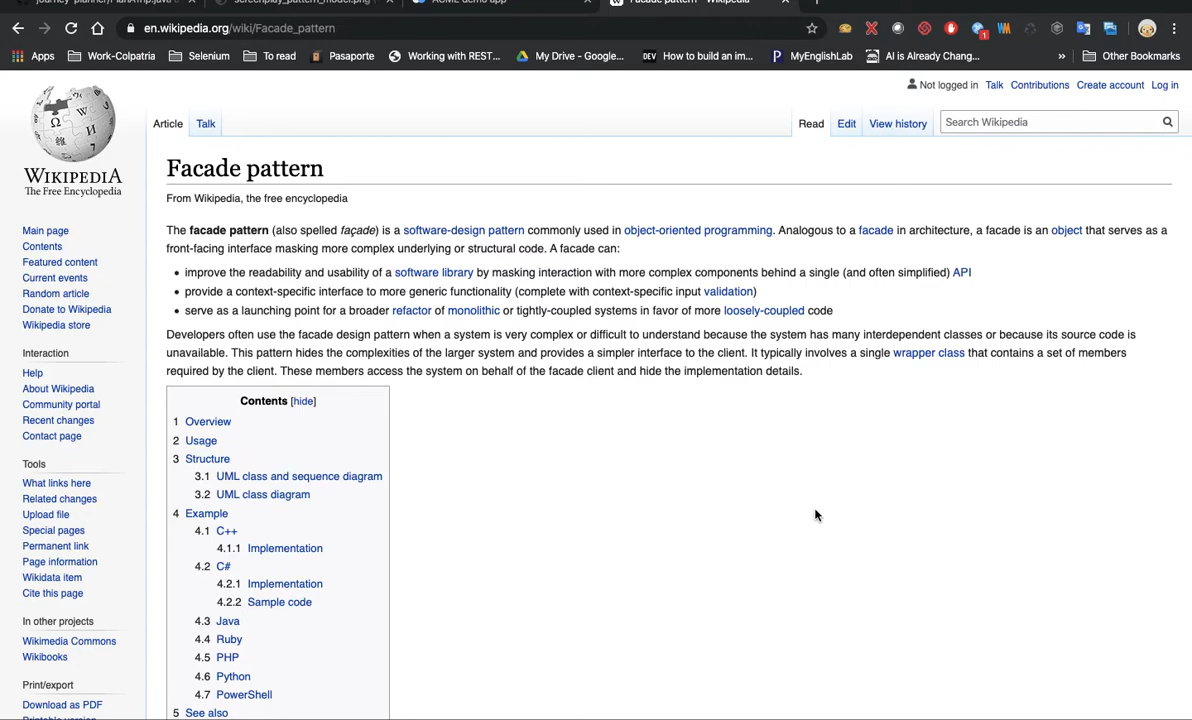 journey-planner/PlanATrip.java
screenplay_pattern_model.png
ACME demo app
Facade pattern - Wikipedia
en.wikipedia.org/wiki/Facade_pattern
1
Apps Work-Colpatria Selenium To read Pasaporte Working with REST... My Drive - Google... DEV How to build an im... P MyEnglishLab AI is Already Chang... » Other Bookmarks
Not logged in Talk Contributions Create account Log in
Article Talk Read Edit View history Search Wikipedia
WIKIPEDIA
The Free Encyclopedia
Main page
Contents
Featured content
Current events
Random article
Donate to Wikipedia
Wikipedia store
Interaction
Help
About Wikipedia
Community portal
Recent changes
Contact page
Tools
What links here
Related changes
Upload file
Special pages
Permanent link
Page information
Wikidata item
Cite this page
In other projects
Wikimedia Commons
Wikibooks
Print/export
Download as PDF
Printable version
Facade pattern
From Wikipedia, the free encyclopedia
The facade pattern (also spelled façade) is a software-design pattern commonly used in object-oriented programming. Analogous to a facade in architecture, a facade is an object that serves as a
front-facing interface masking more complex underlying or structural code. A facade can:
• improve the readability and usability of a software library by masking interaction with more complex components behind a single (and often simplified) API
• provide a context-specific interface to more generic functionality (complete with context-specific input validation)
• serve as a launching point for a broader refactor of monolithic or tightly-coupled systems in favor of more loosely-coupled code
Developers often use the facade design pattern when a system is very complex or difficult to understand because the system has many interdependent classes or because its source code is
unavailable. This pattern hides the complexities of the larger system and provides a simpler interface to the client. It typically involves a single wrapper class that contains a set of members
required by the client. These members access the system on behalf of the facade client and hide the implementation details.
Contents [hide]
1 Overview
2 Usage
3 Structure
3.1 UML class and sequence diagram
3.2 UML class diagram
4 Example
4.1 C++
4.1.1 Implementation
4.2 C#
4.2.1 Implementation
4.2.2 Sample code
4.3 Java
4.4 Ruby
4.5 PHP
4.6 Python
4.7 PowerShell
5 See also